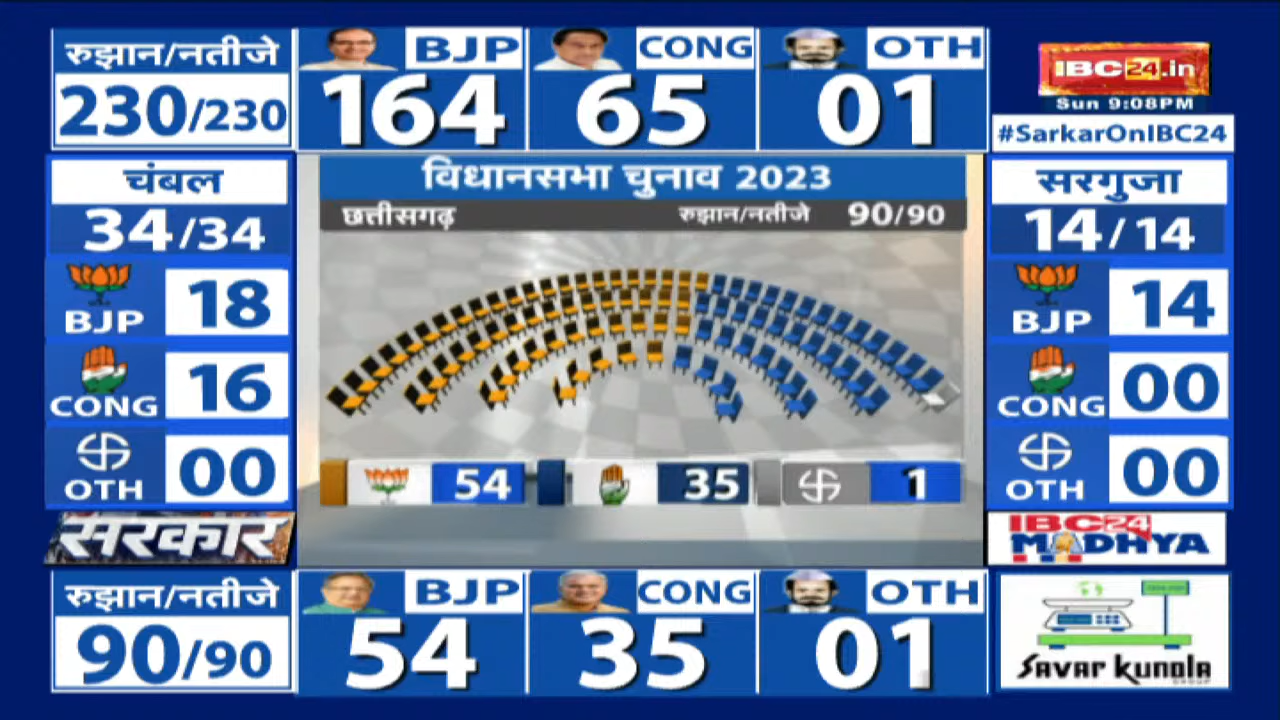 रुझान/नतीजे
230/230
BJP
164
CONG
65
OTH
01
IBC24.in
Sun 9:08PM
#SarkarOnIBC24
चंबल
34/34
BJP
18
CONG
16
OTH
00
सरकार
विधानसभा चुनाव 2023
छत्तीसगढ़ रुझान/नतीजे 90/90
54 35 1
सरगुजा
14/14
BJP
14
CONG
00
OTH
00
IBC24
MADHYA
रुझान/नतीजे
90/90
BJP
54
CONG
35
OTH
01
Savar Kundla